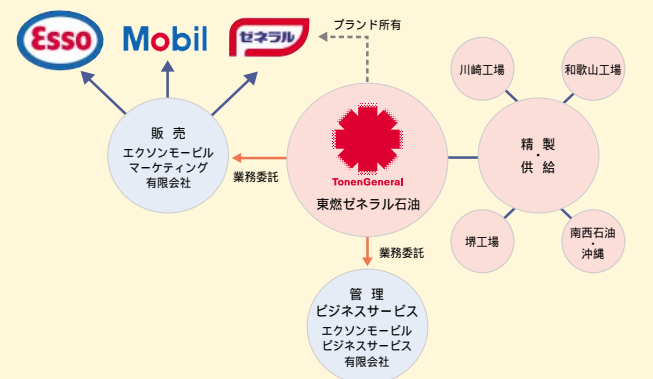 Esso
Mobil
ゼネラル
ブランド所有
販 売
エクソンモービル
マーケティング
有限会社
業務委託
TonenGeneral
東燃ゼネラル石油
川崎工場
和歌山工場
精 製
・
供 給
堺工場
南西石油
・
沖縄
業務委託
管 理
ビジネスサービス
エクソンモービル
ビジネスサービス
有限会社